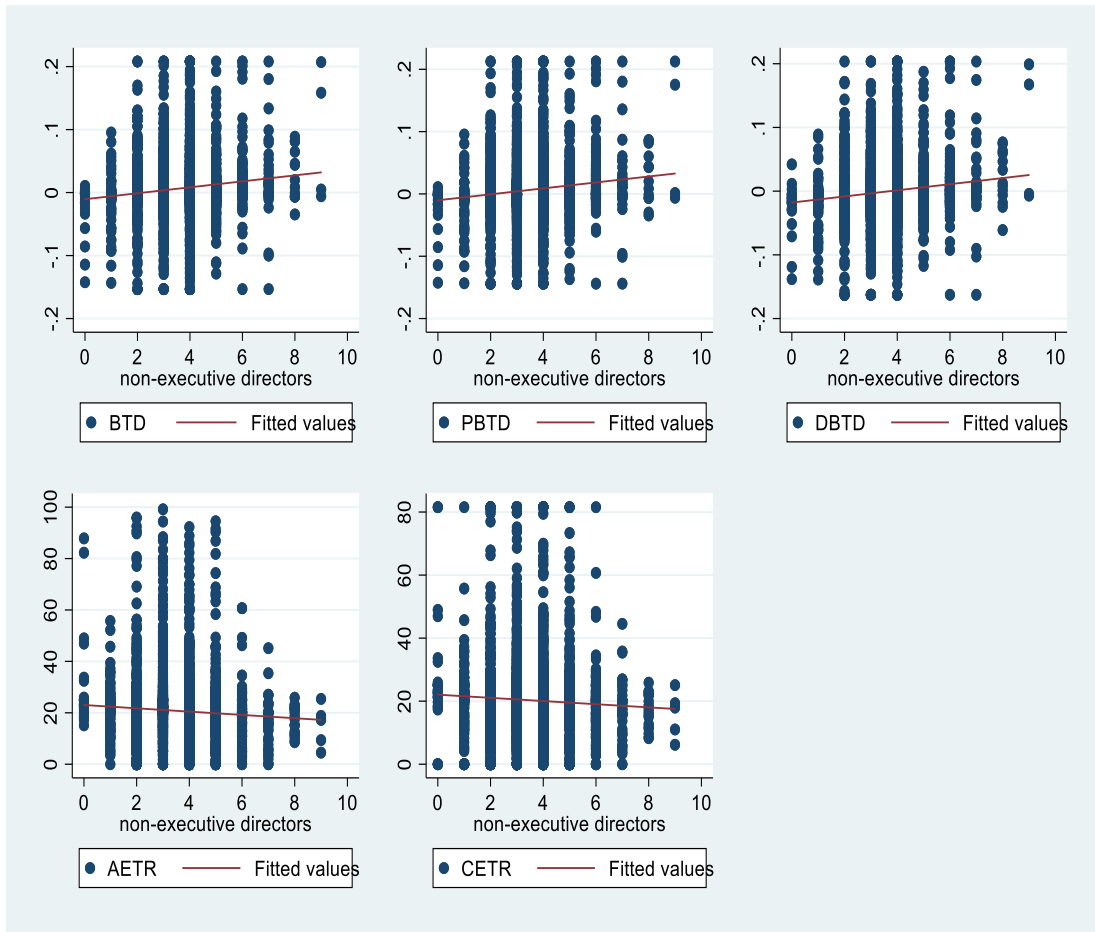 .2
.1
0
-.1
-.2
0 2 4 6 8 10
non-executive directors
BTD Fitted values
.2
.1
0
-.1
-.2
0 2 4 6 8 10
non-executive directors
PBTD Fitted values
.2
.1
0
-.1
-.2
0 2 4 6 8 10
non-executive directors
DBTD Fitted values
100
80
60
40
20
0
0 2 4 6 8 10
non-executive directors
AETR Fitted values
80
60
40
20
0
0 2 4 6 8 10
non-executive directors
CETR Fitted values